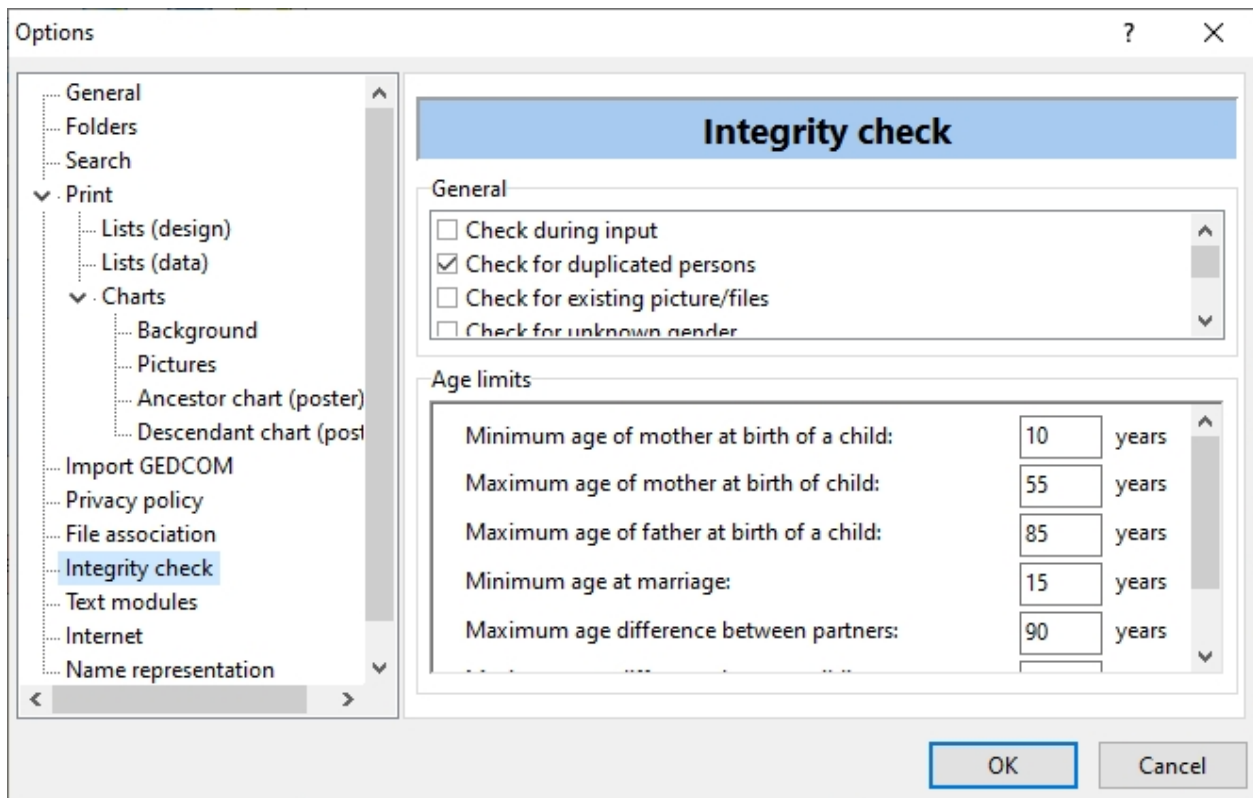 Options
General
Folders
Search
Print
Lists (design)
Lists (data)
Charts
Background
Pictures
Ancestor chart (poster)
Descendant chart (post
Import GEDCOM
Privacy policy
File association
Integrity check
Text modules
Internet
Name representation
Integrity check
General
Check during input
Check for duplicated persons
Check for existing picture/files
Check for unknown gender
Age limits
Minimum age of mother at birth of a child: 10 years
Maximum age of mother at birth of child: 55 years
Maximum age of father at birth of a child: 85 years
Minimum age at marriage: 15 years
Maximum age difference between partners: 90 years
OK Cancel